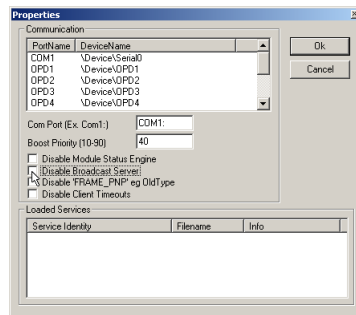 Properties
Communication
PortName DeviceName
COM1 \Device\Serial0
OPD1 \Device\OPD1
OPD2 \Device\OPD2
OPD3 \Device\OPD3
OPD4 \Device\OPD4
Ok
Cancel
Com Port (Ex. Com1:) COM1:
Boost Priority (10-90) 40
Disable Module Status Engine
Disable Broadcast Server
Disable 'FRAME_PNP' eg OldType
Disable Client Timeouts
Loaded Services
Service Identity Filename Info